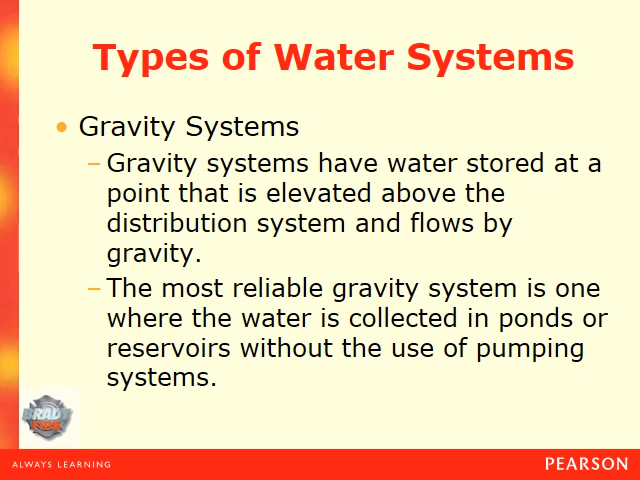 Types of Water Systems
• Gravity Systems
– Gravity systems have water stored at a
point that is elevated above the
distribution system and flows by
gravity.
– The most reliable gravity system is one
where the water is collected in ponds or
reservoirs without the use of pumping
systems.
BRADY
FIRE
ALWAYS LEARNING
PEARSON